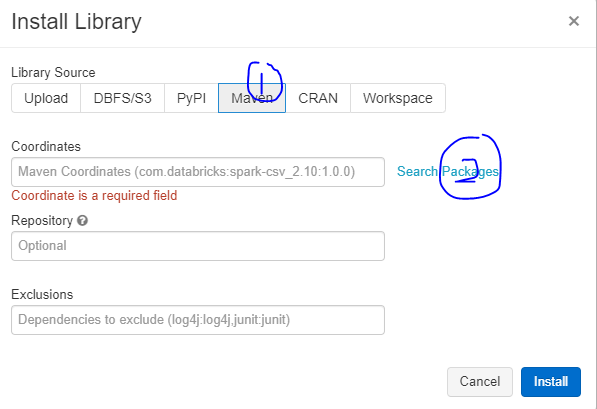 Install Library ×
Library Source
Upload DBFS/S3 PyPI Maven CRAN Workspace
1
Coordinates
Maven Coordinates (com.databricks:spark-csv_2.10:1.0.0) Search Packages
2
Coordinate is a required field
Repository ?
Optional
Exclusions
Dependencies to exclude (log4j:log4j,junit:junit)
Cancel Install